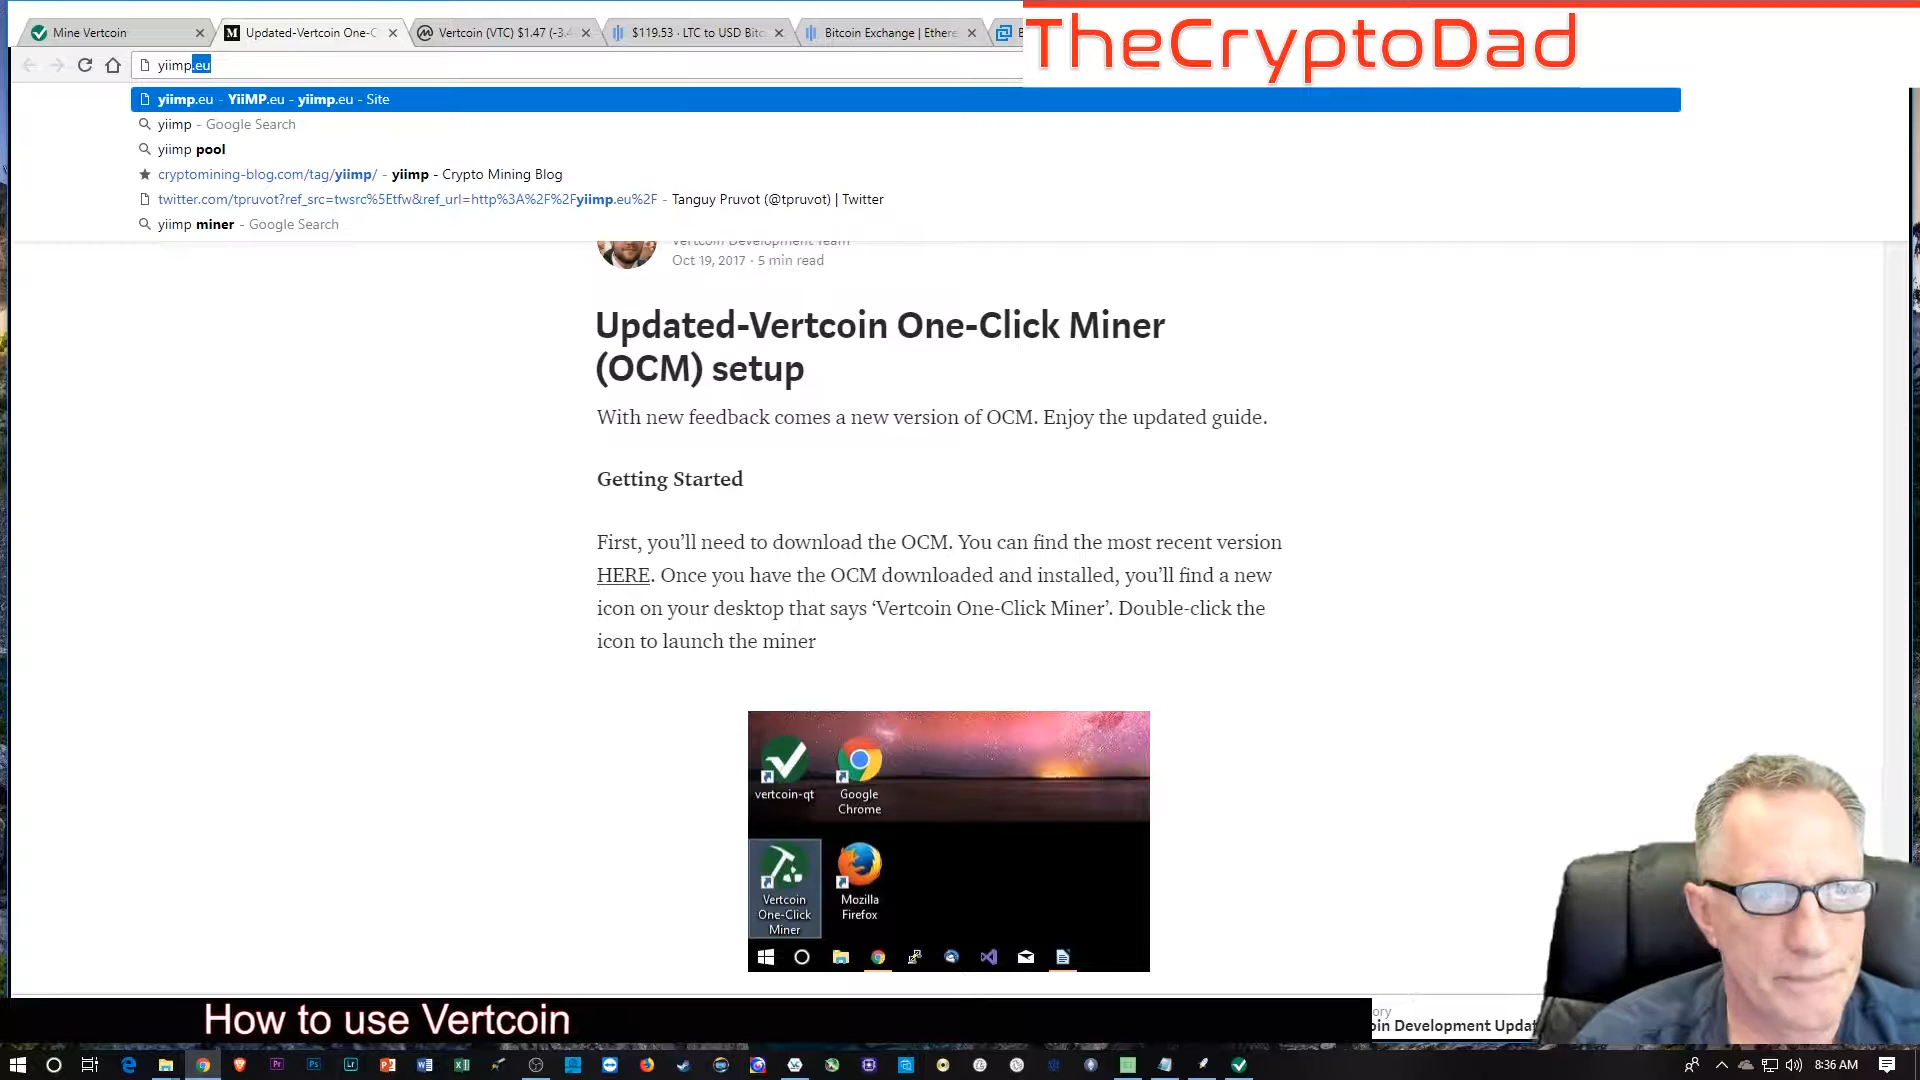 Mine Vertcoin
Updated-Vertcoin One-C
Vertcoin (VTC) $1.47 (-3.4
$119.53 · LTC to USD Bitc
Bitcoin Exchange | Ethere
TheCryptoDad
yiimp.eu
yiimp.eu - YiiMP.eu - yiimp.eu - Site
yiimp - Google Search
yiimp pool
cryptomining-blog.com/tag/yiimp/ - yiimp - Crypto Mining Blog
twitter.com/tpruvot?ref_src=twsrc%5Etfw&ref_url=http%3A%2F%2Fyiimp.eu%2F - Tanguy Pruvot (@tpruvot) | Twitter
yiimp miner - Google Search
Vertcoin Development Team
Oct 19, 2017 · 5 min read
Updated-Vertcoin One-Click Miner
(OCM) setup
With new feedback comes a new version of OCM. Enjoy the updated guide.
Getting Started
First, you’ll need to download the OCM. You can find the most recent version
HERE. Once you have the OCM downloaded and installed, you’ll find a new
icon on your desktop that says ‘Vertcoin One-Click Miner’. Double-click the
icon to launch the miner
vertcoin-qt
Google
Chrome
Vertcoin
One-Click
Miner
Mozilla
Firefox
How to use Vertcoin
ory
oin Development Updat
8:36 AM